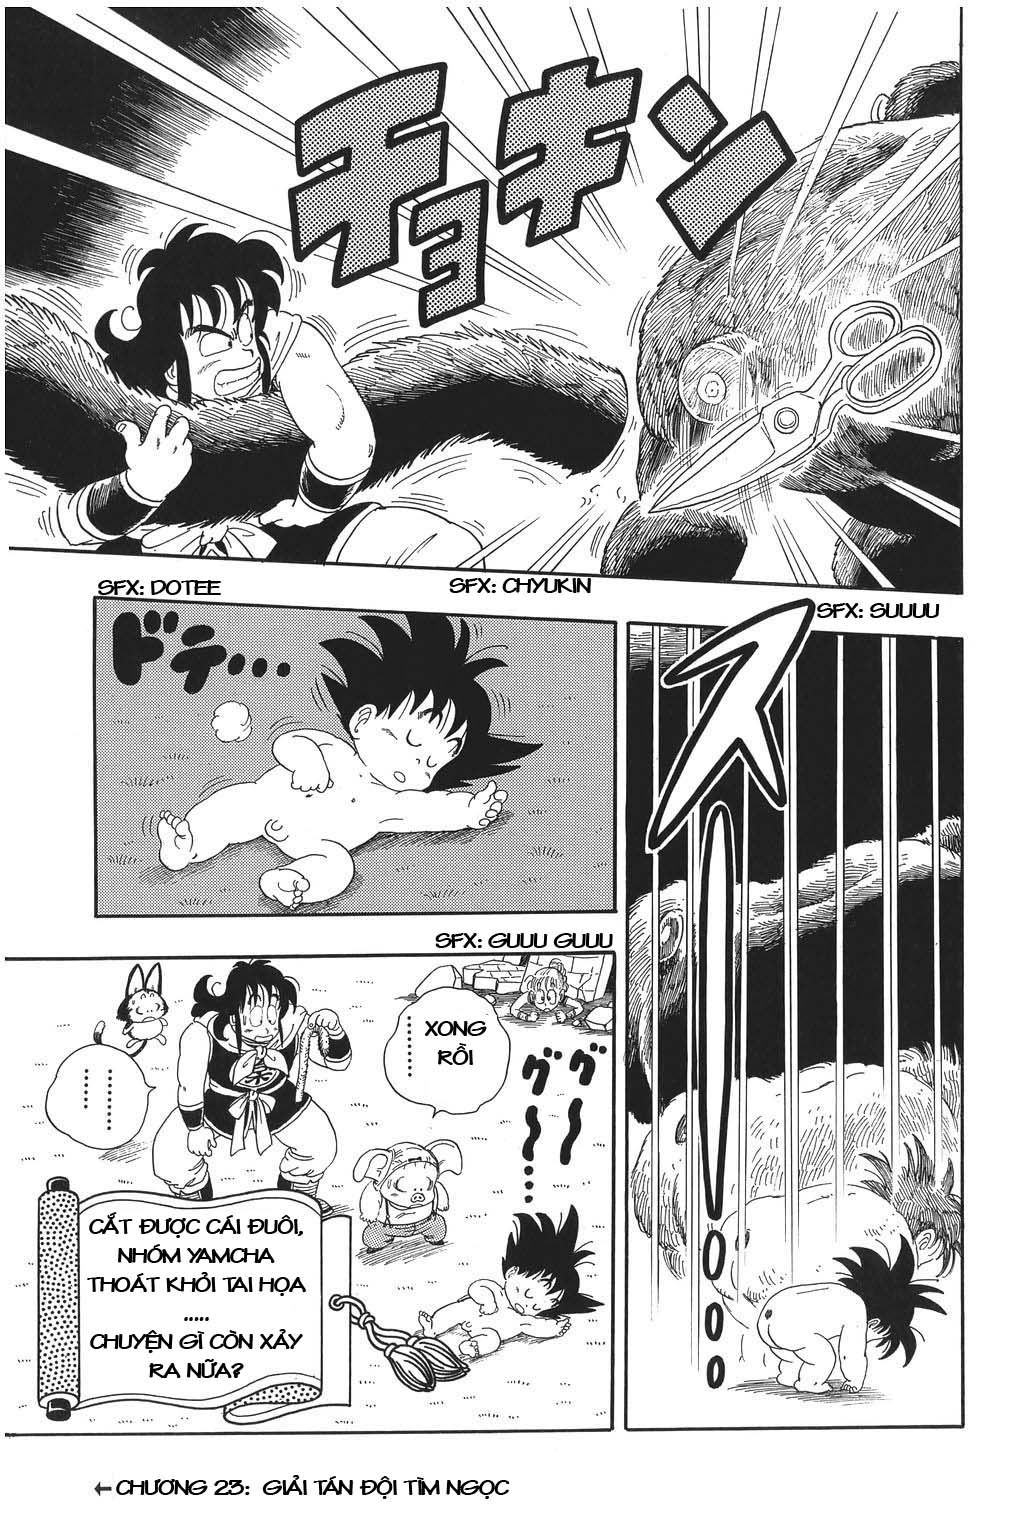 チョキン
SFX: DOTEE
SFX: CHYUKIN
SFX: SUUUU
ドテ...
ス
SFX: GUUU GUUU
......
XONG
RỒI
......
グーグー......
CẮT ĐƯỢC CÁI ĐUÔI,
NHÓM YAMCHA
THOÁT KHỎI TAI HỌA
.....
CHUYỆN GÌ CÒN XẢY
RA NỮA?
←CHƯƠNG 23: GIẢI TÁN ĐỘI TÌM NGỌC